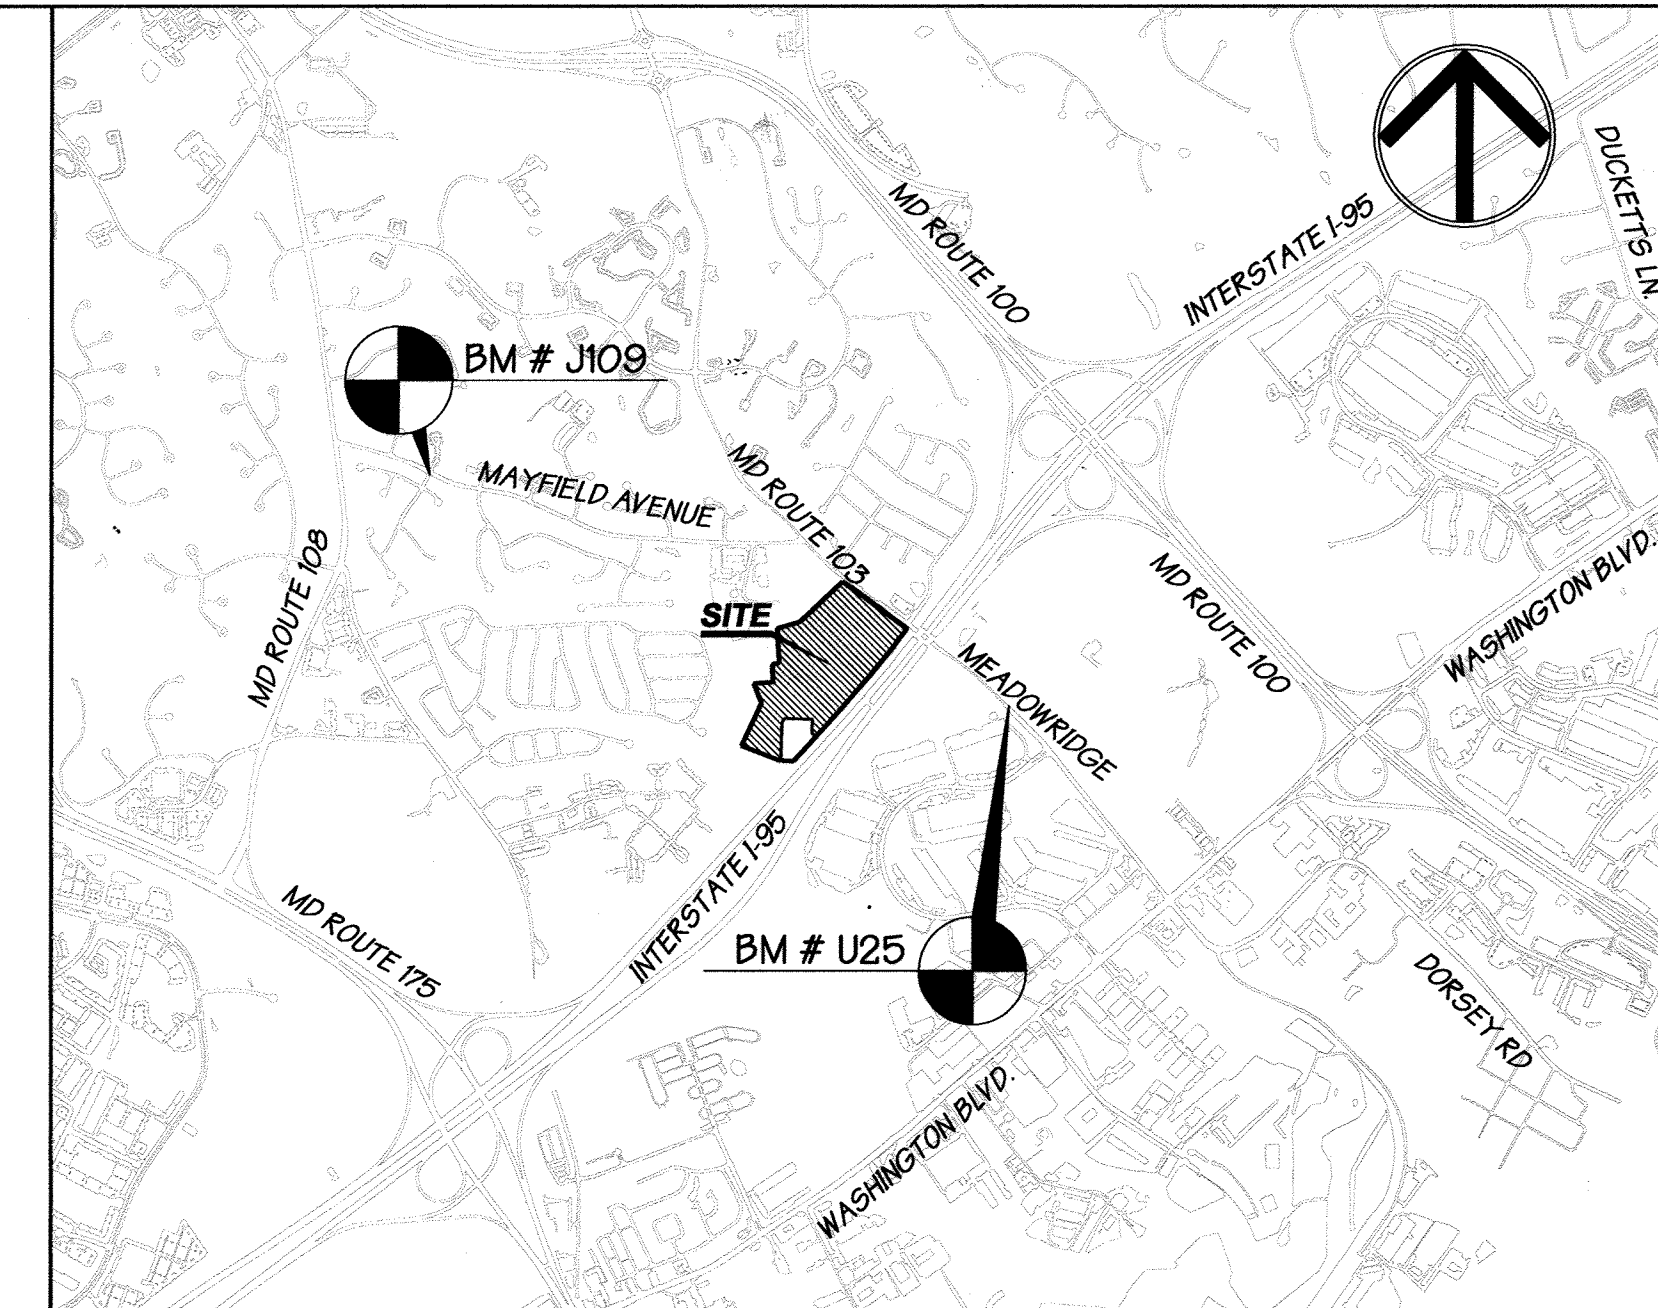 DUCKETTS LN.
MD ROUTE 100
INTERSTATE I-95
BM # J109
MAYFIELD AVENUE
MD ROUTE 103
MD ROUTE 108
SITE
MD ROUTE 100
WASHINGTON BLVD.
MEADOWRIDGE
INTERSTATE I-95
MD ROUTE 175
BM # U25
DORSEY RD
WASHINGTON BLVD.